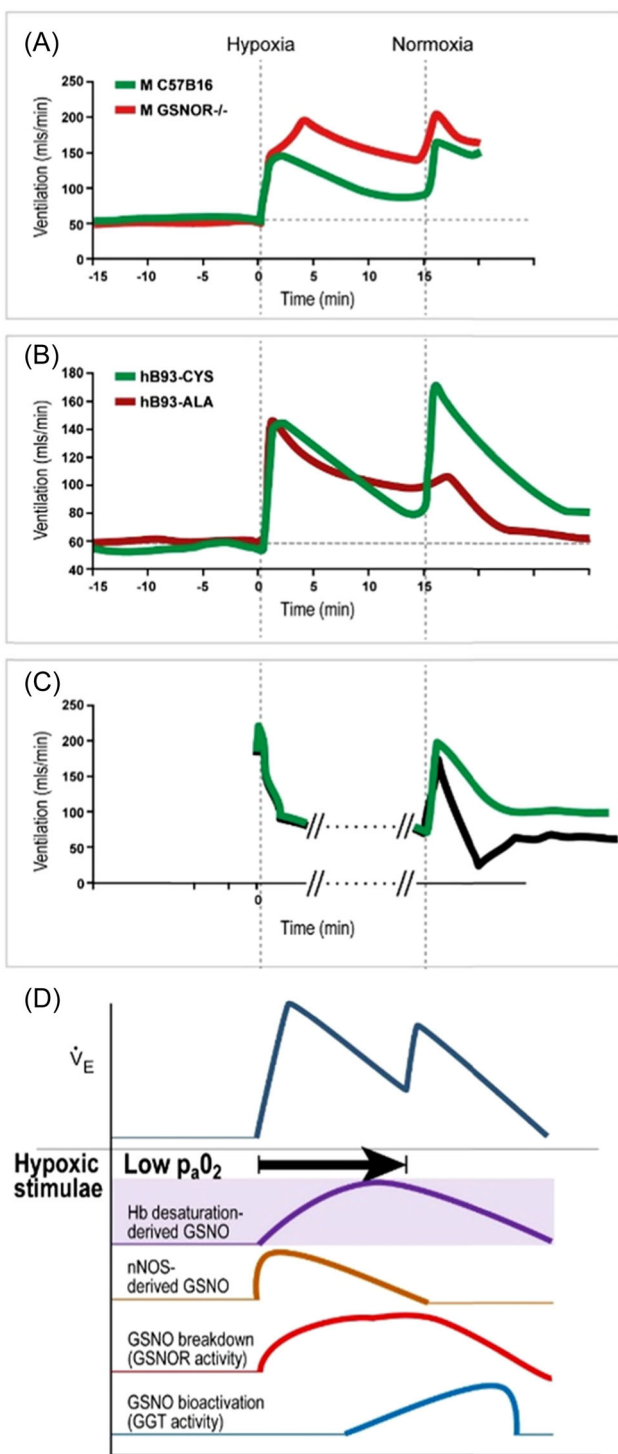 (A)
Hypoxia
Normoxia
M C57B16
M GSNOR-/-
Ventilation (mls/min)
250
200
150
100
50
0
-15 -10 -5 0 5 10 15
Time (min)
(B)
hB93-CYS
hB93-ALA
Ventilation (mls/min)
180
160
140
120
100
80
60
40
-15 -10 -5 0 5 10 15
Time (min)
(C)
Ventilation (mls/min)
250
200
150
100
50
0
0
Time (min)
(D)
V̇E
Hypoxic
stimulae
Low pa02
Hb desaturation-
derived GSNO
nNOS-
derived GSNO
GSNO breakdown
(GSNOR activity)
GSNO bioactivation
(GGT activity)